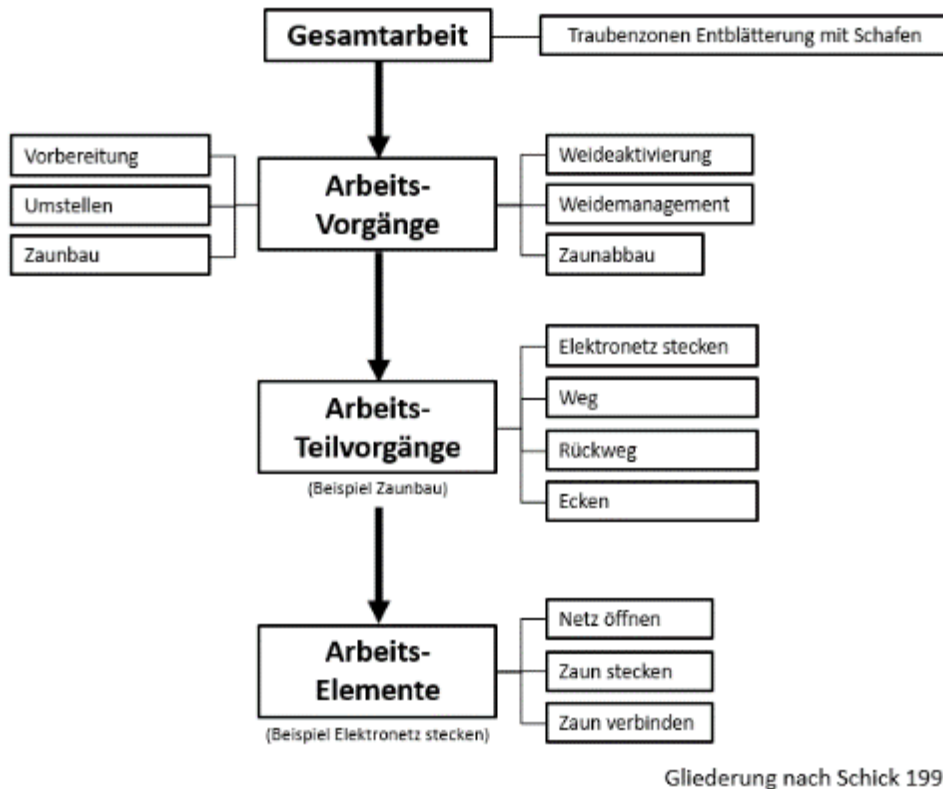 Gesamtarbeit
Traubenzonen Entblätterung mit Schafen
Vorbereitung
Umstellen
Zaunbau
Arbeits-
Vorgänge
Weideaktivierung
Weidemanagement
Zaunabbau
Arbeits-
Teilvorgänge
(Beispiel Zaunbau)
Elektronetz stecken
Weg
Rückweg
Ecken
Arbeits-
Elemente
(Beispiel Elektronetz stecken)
Netz öffnen
Zaun stecken
Zaun verbinden
Gliederung nach Schick 199